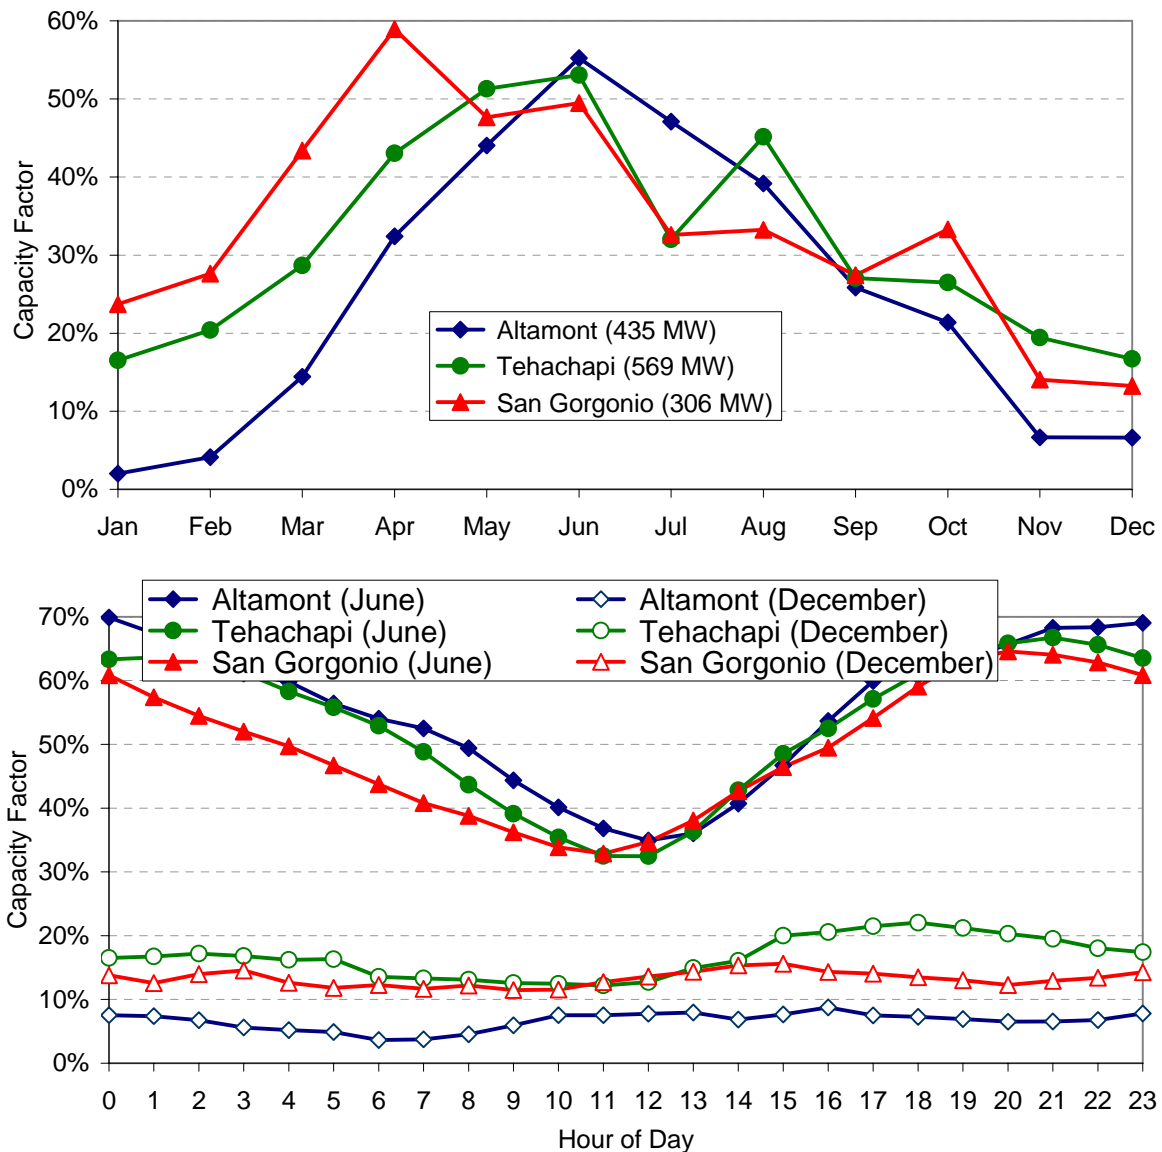 60%
50%
40%
30%
20%
10%
0%
Capacity Factor
Altamont (435 MW)
Tehachapi (569 MW)
San Gorgonio (306 MW)
Jan Feb Mar Apr May Jun Jul Aug Sep Oct Nov Dec
Altamont (June) Altamont (December)
Tehachapi (June) Tehachapi (December)
San Gorgonio (June) San Gorgonio (December)
70%
60%
50%
40%
30%
20%
10%
0%
Capacity Factor
0 1 2 3 4 5 6 7 8 9 10 11 12 13 14 15 16 17 18 19 20 21 22 23
Hour of Day